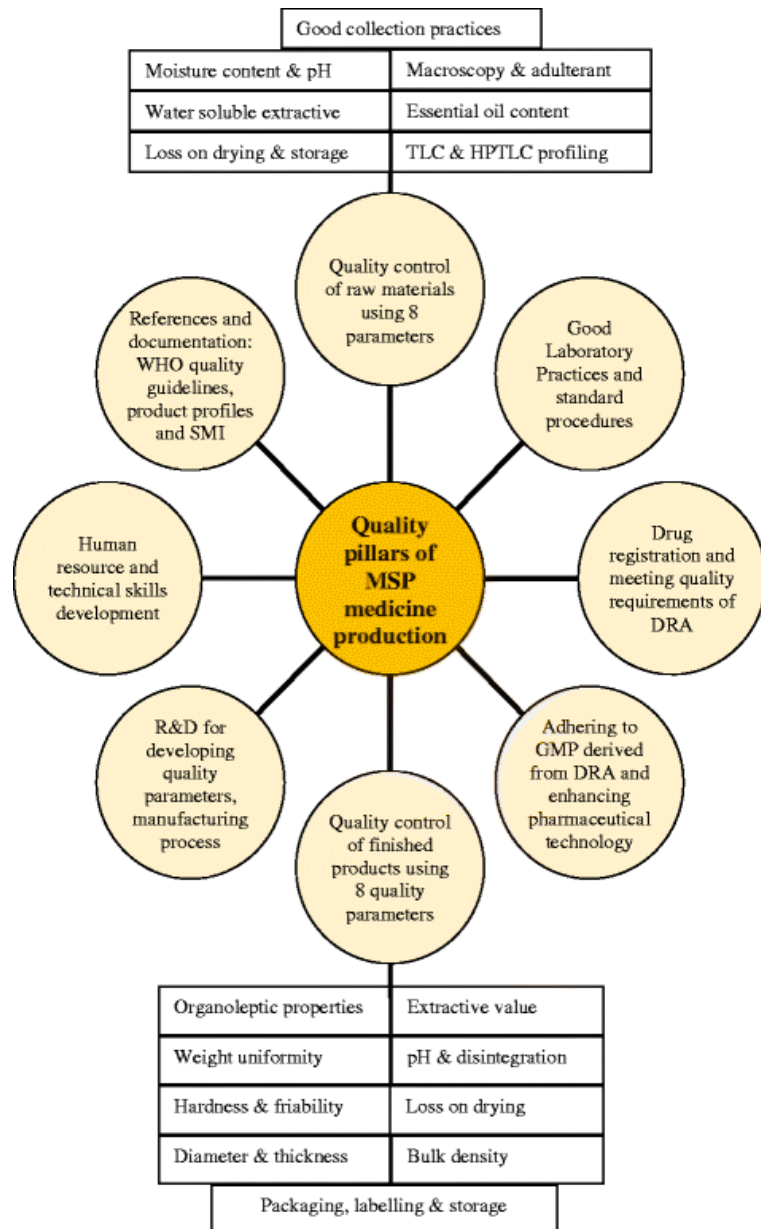 Good collection practices
Moisture content & pH
Macroscopy & adulterant
Water soluble extractive
Essential oil content
Loss on drying & storage
TLC & HPTLC profiling
Quality control
of raw materials
using 8
parameters
References and
documentation:
WHO quality
guidelines,
product profiles
and SMI
Good
Laboratory
Practices and
standard
procedures
Human
resource and
technical skills
development
Quality
pillars of
MSP
medicine
production
Drug
registration and
meeting quality
requirements of
DRA
R&D for
developing
quality
parameters,
manufacturing
process
Adhering to
GMP derived
from DRA and
enhancing
pharmaceutical
technology
Quality control
of finished
products using
8 quality
parameters
Organoleptic properties
Extractive value
Weight uniformity
pH & disintegration
Hardness & friability
Loss on drying
Diameter & thickness
Bulk density
Packaging, labelling & storage